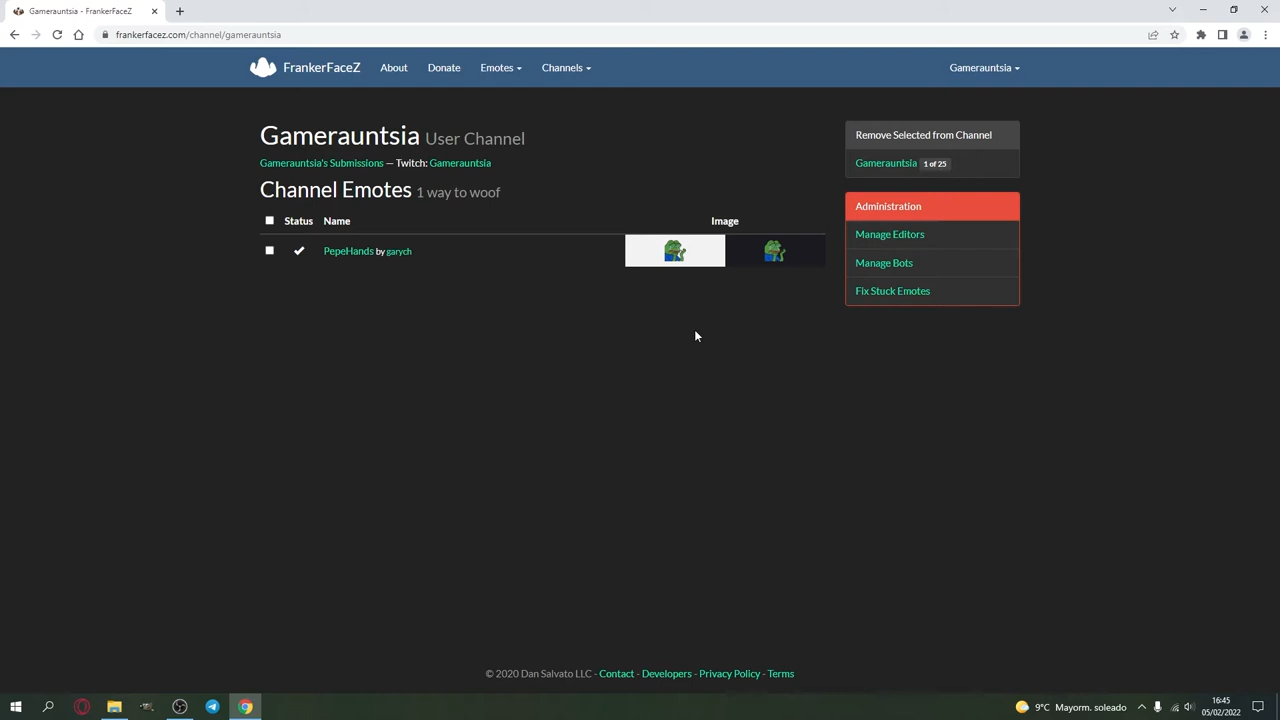 Gamerauntsia - FrankerFaceZ
frankerfacez.com/channel/gamerauntsia
FrankerFaceZ
About
Donate
Emotes
Channels
Gamerauntsia
Gamerauntsia User Channel
Gamerauntsia's Submissions — Twitch: Gamerauntsia
Channel Emotes 1 way to woof
Status
Name
Image
PepeHands by garych
Remove Selected from Channel
Gamerauntsia 1 of 25
Administration
Manage Editors
Manage Bots
Fix Stuck Emotes
© 2020 Dan Salvato LLC - Contact - Developers - Privacy Policy - Terms
9°C Mayorm. soleado
16:45
05/02/2022